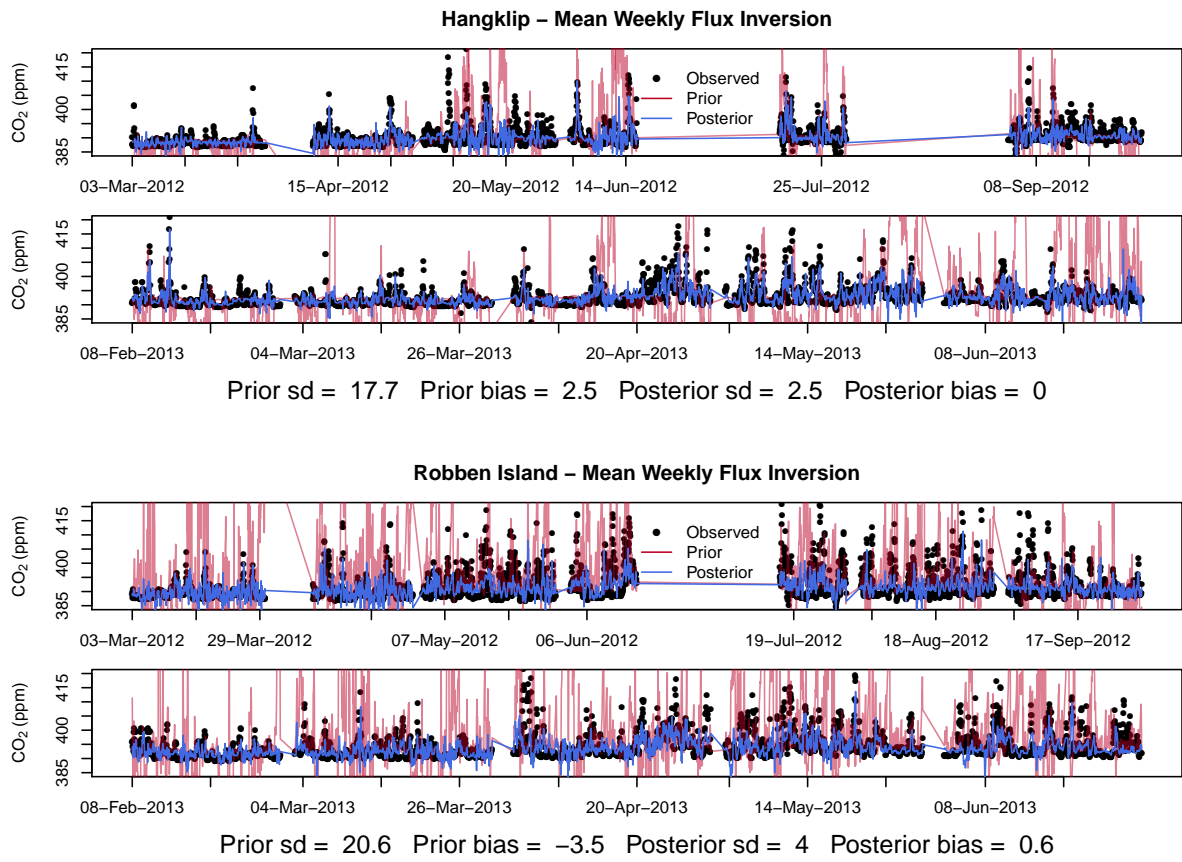 Hangklip – Mean Weekly Flux Inversion
CO2 (ppm)
385 400 415
Observed
Prior
Posterior
03–Mar–2012 15–Apr–2012 20–May–2012 14–Jun–2012 25–Jul–2012 08–Sep–2012
CO2 (ppm)
385 400 415
08–Feb–2013 04–Mar–2013 26–Mar–2013 20–Apr–2013 14–May–2013 08–Jun–2013
Prior sd = 17.7 Prior bias = 2.5 Posterior sd = 2.5 Posterior bias = 0
Robben Island – Mean Weekly Flux Inversion
CO2 (ppm)
385 400 415
Observed
Prior
Posterior
03–Mar–2012 29–Mar–2012 07–May–2012 06–Jun–2012 19–Jul–2012 18–Aug–2012 17–Sep–2012
CO2 (ppm)
385 400 415
08–Feb–2013 04–Mar–2013 26–Mar–2013 20–Apr–2013 14–May–2013 08–Jun–2013
Prior sd = 20.6 Prior bias = −3.5 Posterior sd = 4 Posterior bias = 0.6